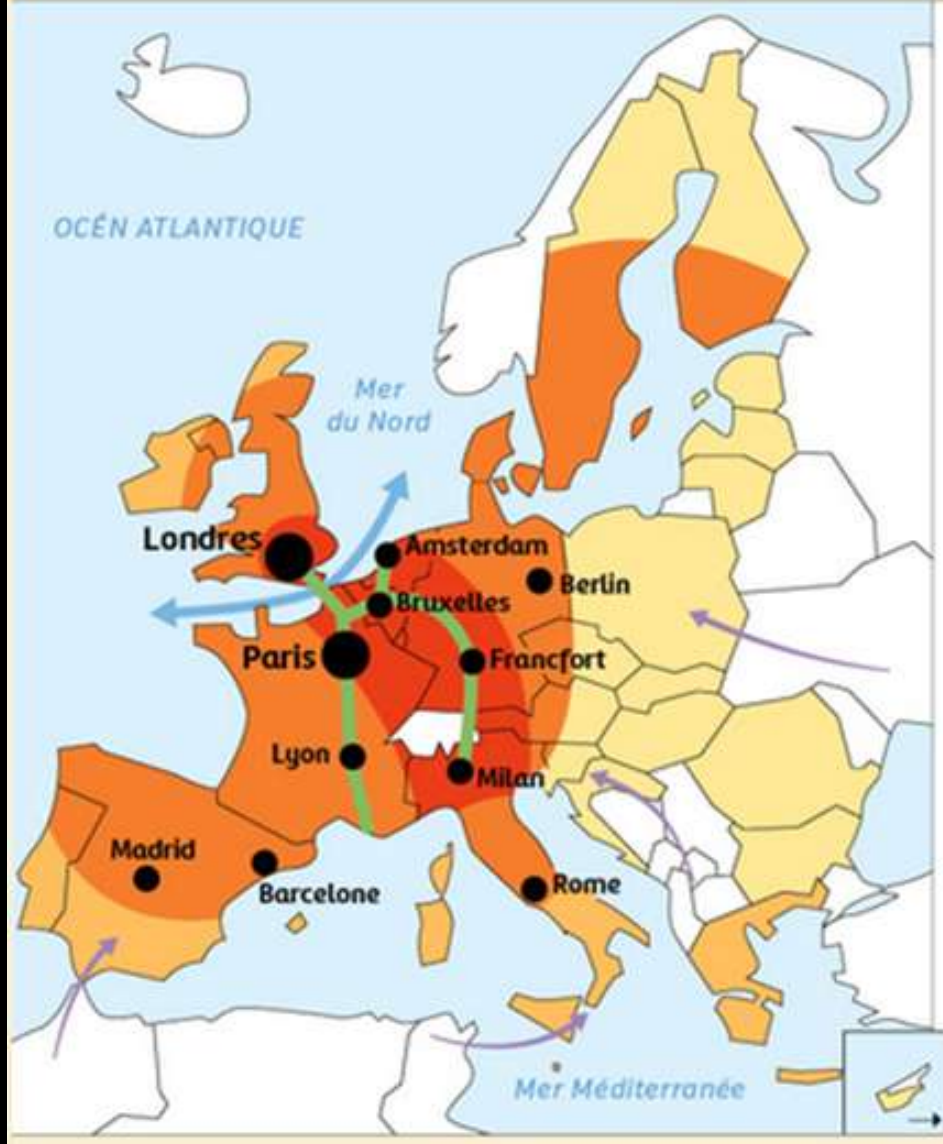 OCÉN ATLANTIQUE
Mer
du Nord
Londres
Amsterdam
Berlin
Bruxelles
Paris
Francfort
Lyon
Milan
Madrid
Barcelone
Rome
Mer Méditerranée